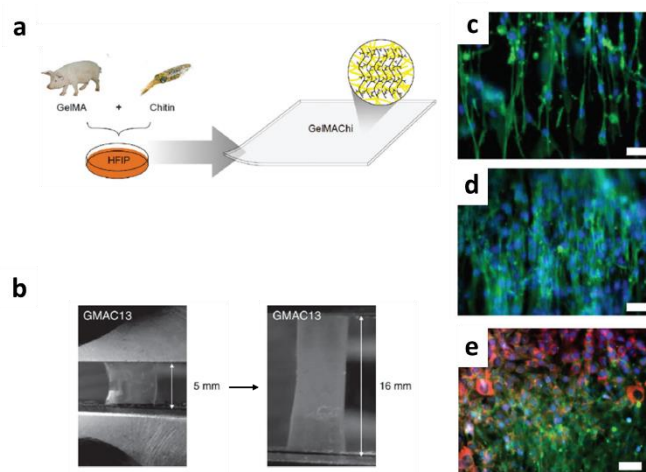 a
GelMA + Chitin
HFIP
GelMAChi
b
GMAC13
5 mm
GMAC13
16 mm
c
d
e